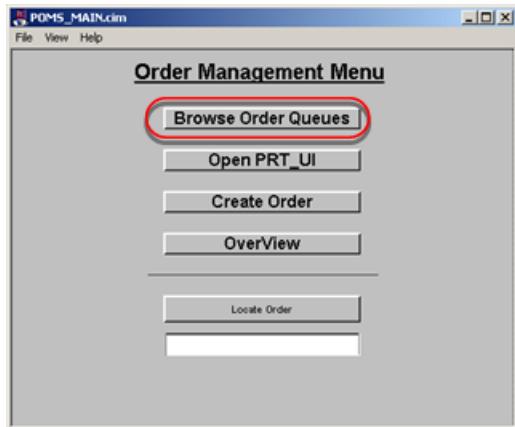 POMS_MAIN.cim
File View Help
Order Management Menu
Browse Order Queues
Open PRT_UI
Create Order
OverView
Locate Order